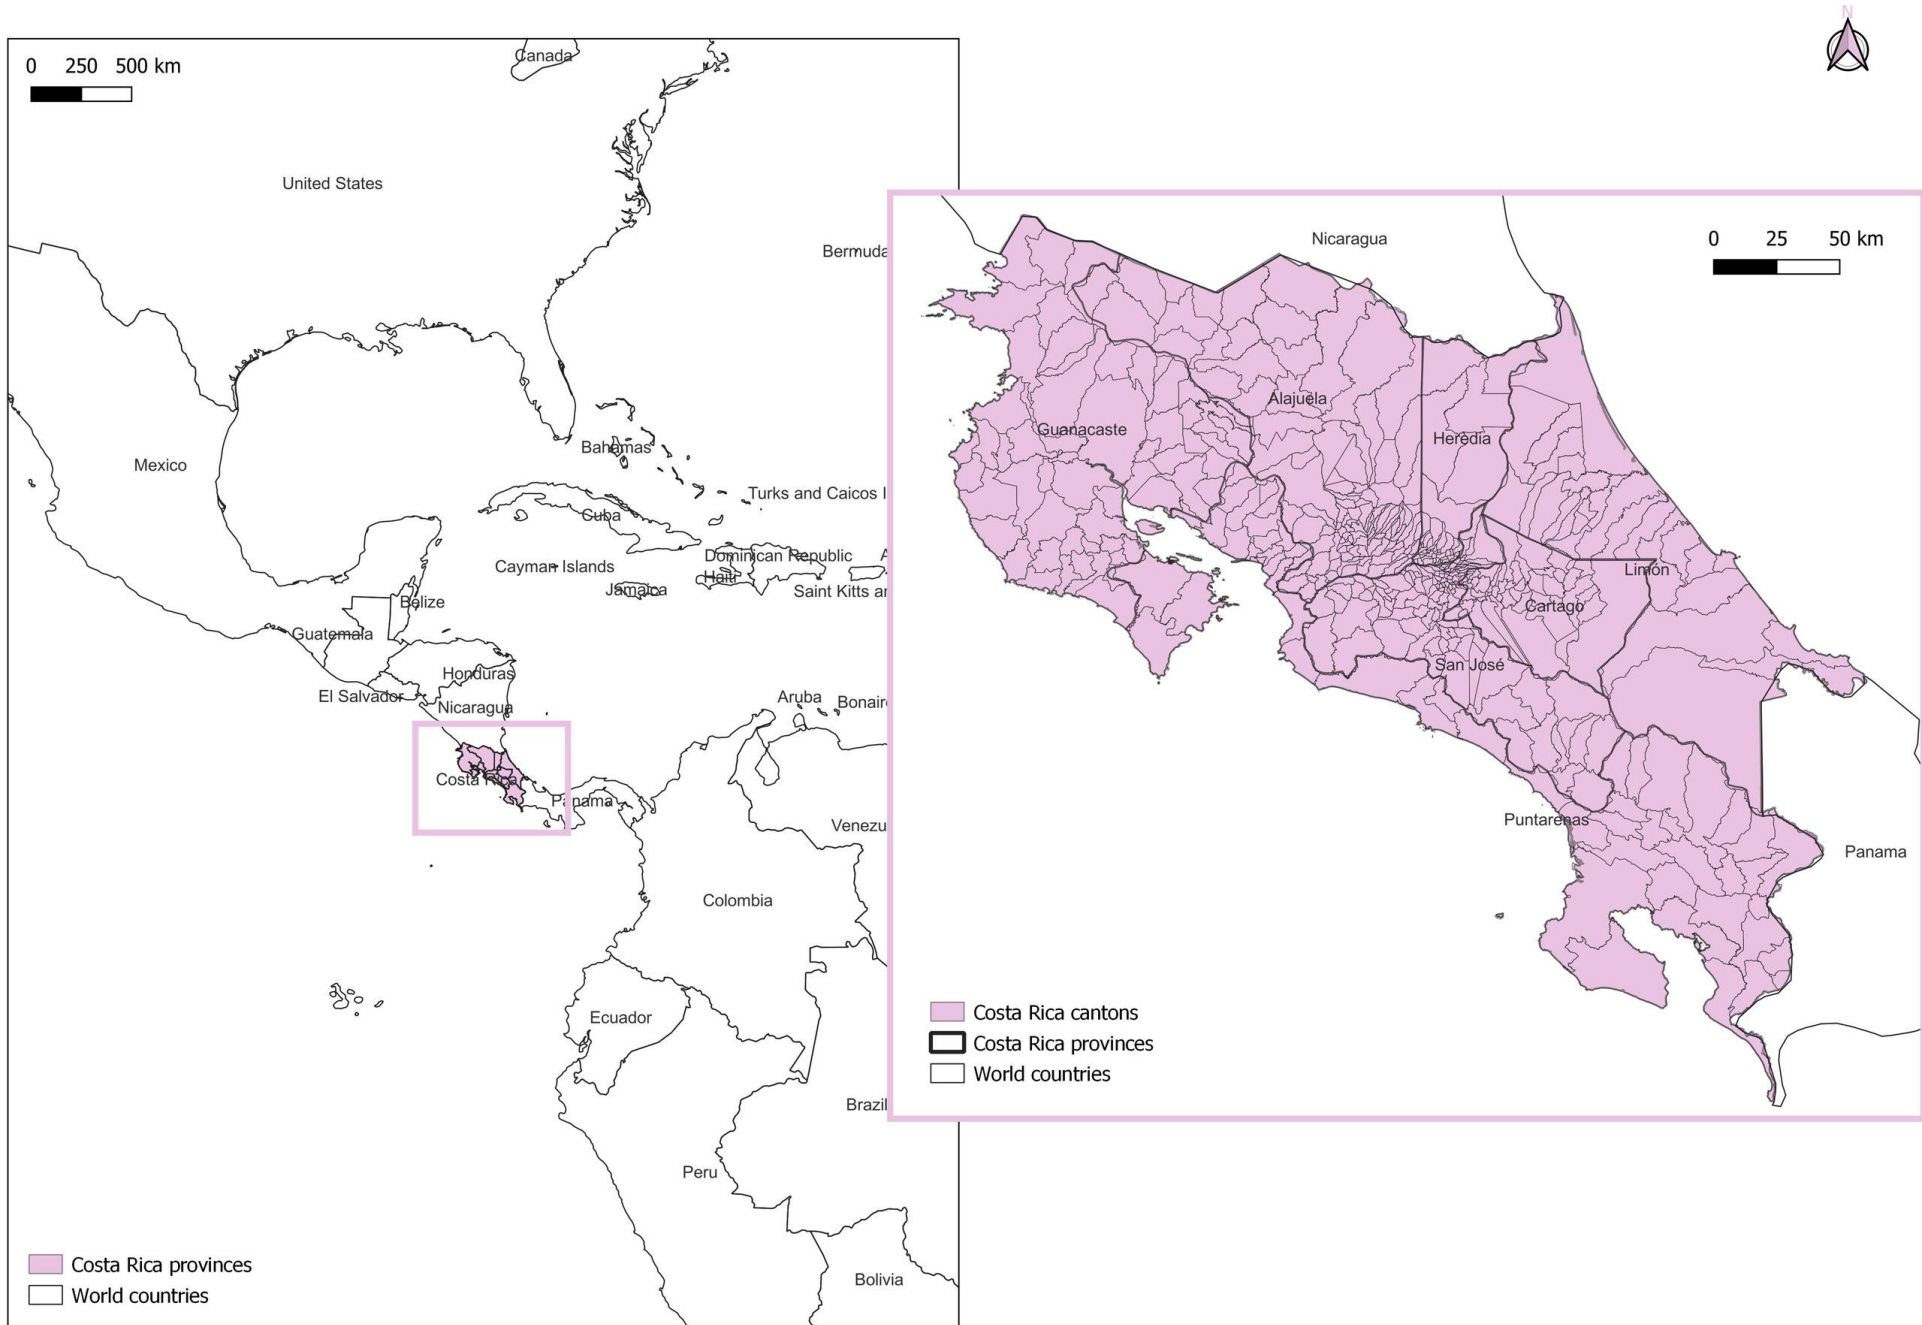 N
0 250 500 km
Canada
United States
Bermuda
Mexico
Bahamas
Turks and Caicos I
Cuba
Cayman Islands
Dominican Republic
A
Haiti
Jamaica
Saint Kitts ar
Belize
Guatemala
Honduras
El Salvador
Nicaragua
Aruba
Bonair
Costa Rica
Panama
Venezu
Colombia
Ecuador
Brazil
Peru
Bolivia
Costa Rica provinces
World countries
Nicaragua
0 25 50 km
Alajuela
Guanacaste
Heredia
Limón
Cartago
San José
Puntarenas
Panama
Costa Rica cantons
Costa Rica provinces
World countries